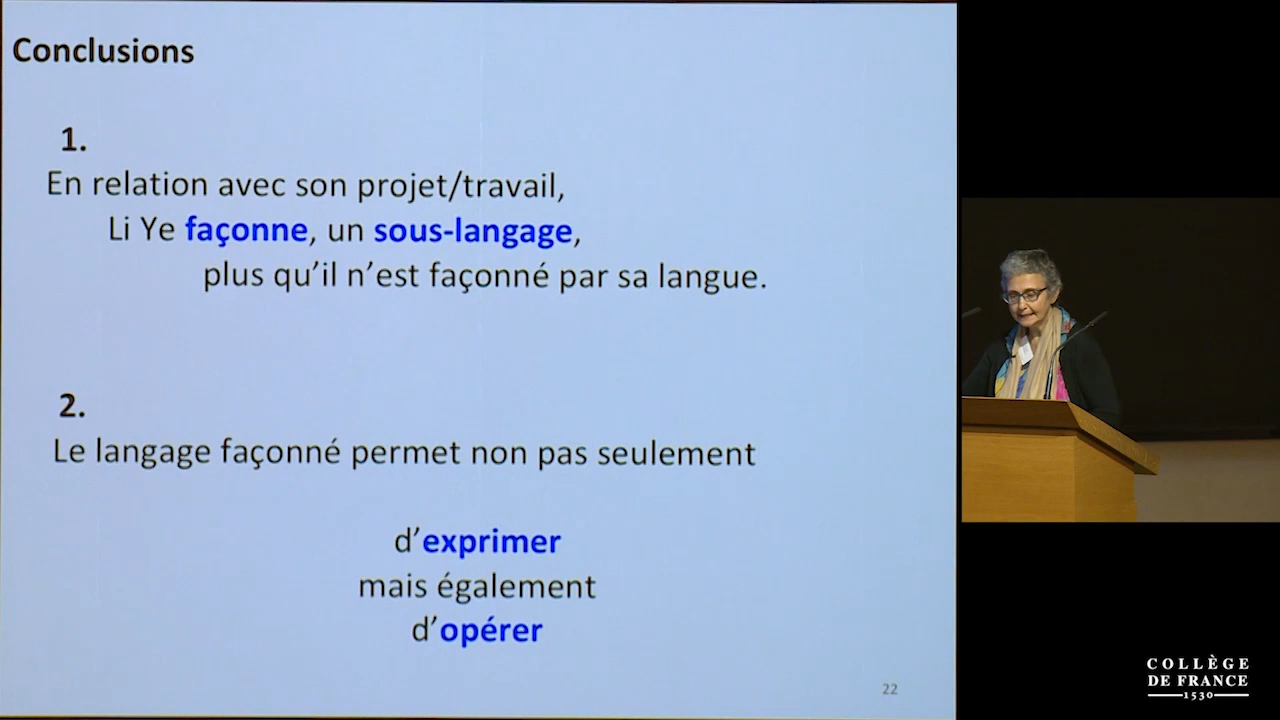 Conclusions
1.
En relation avec son projet/travail,
Li Ye façonne, un sous-langage,
plus qu’il n’est façonné par sa langue.
2.
Le langage façonné permet non pas seulement
d’exprimer
mais également
d’opérer
22
COLLÈGE
DE FRANCE
1530